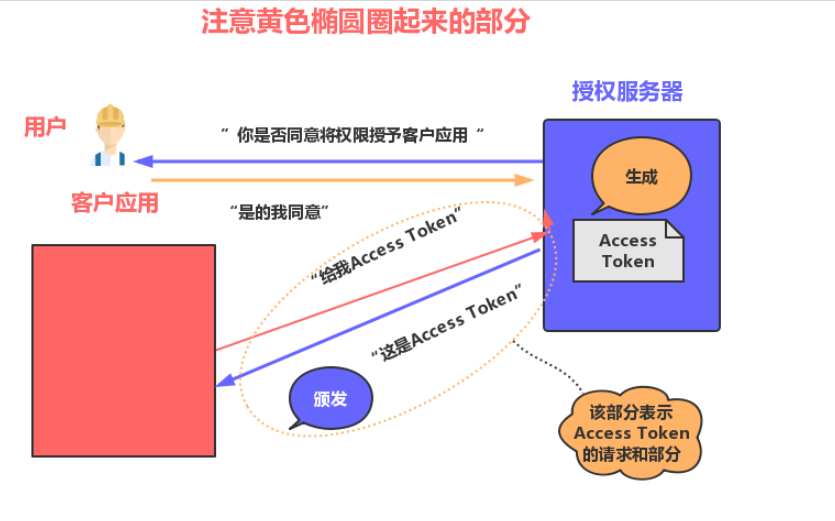 注意黄色椭圆圈起来的部分
授权服务器
用户
”你是否同意将权限授予客户应用“
生成
客户应用
“是的我同意”
“给我Access Token”
Access
Token
“这是Access Token”
颁发
该部分表示
Access Token
的请求和部分